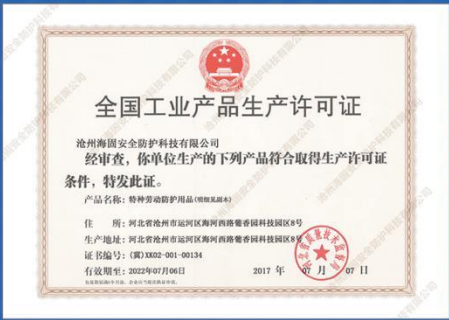 全国工业产品生产许可证
沧州海固安全防护科技有限公司
经审查，你单位生产的下列产品符合取得生产许可证
条件，特发此证。
产品名称：特种劳动防护用品(明细见副本)
住 所：河北省沧州市运河区海河西路蓍香园科技园区8号
生产地址：河北省沧州市运河区海河西路蓍香园科技园区8号
证书编号：(冀)XK02-001-00134
有效期至：2022年07月06日
2017 年 07 月 07 日